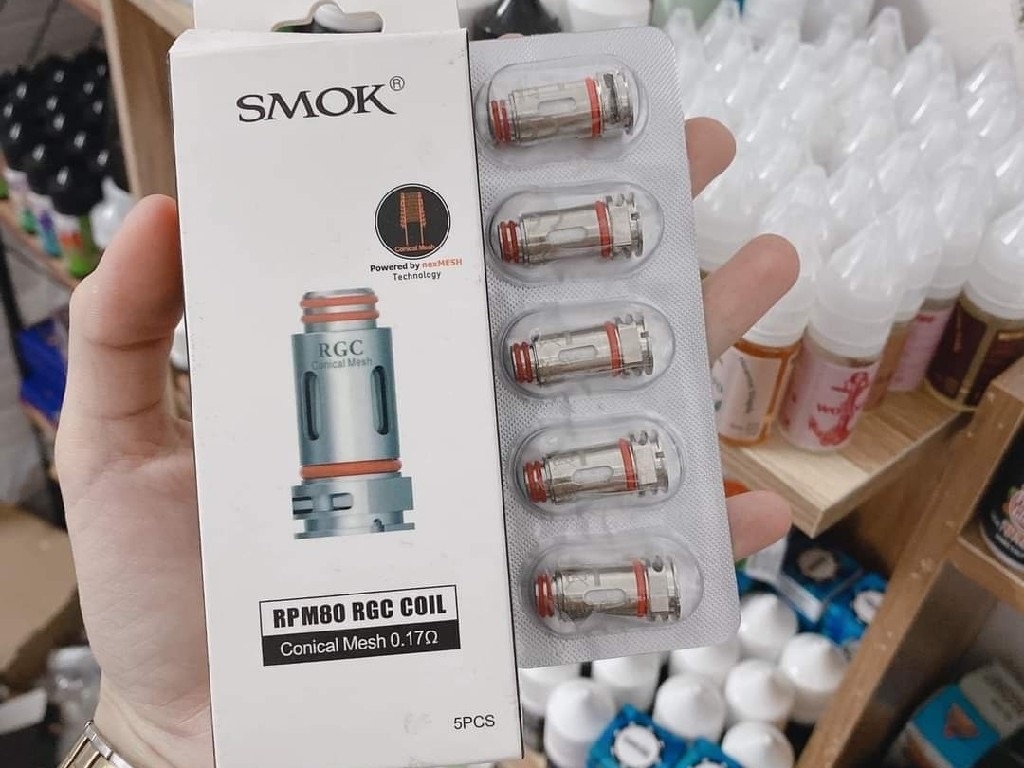 SMOK®
Conical Mesh
Powered by nexMESH
Technology
RGC
Conical Mesh
RPM80 RGC COIL
Conical Mesh 0.17Ω
5PCS